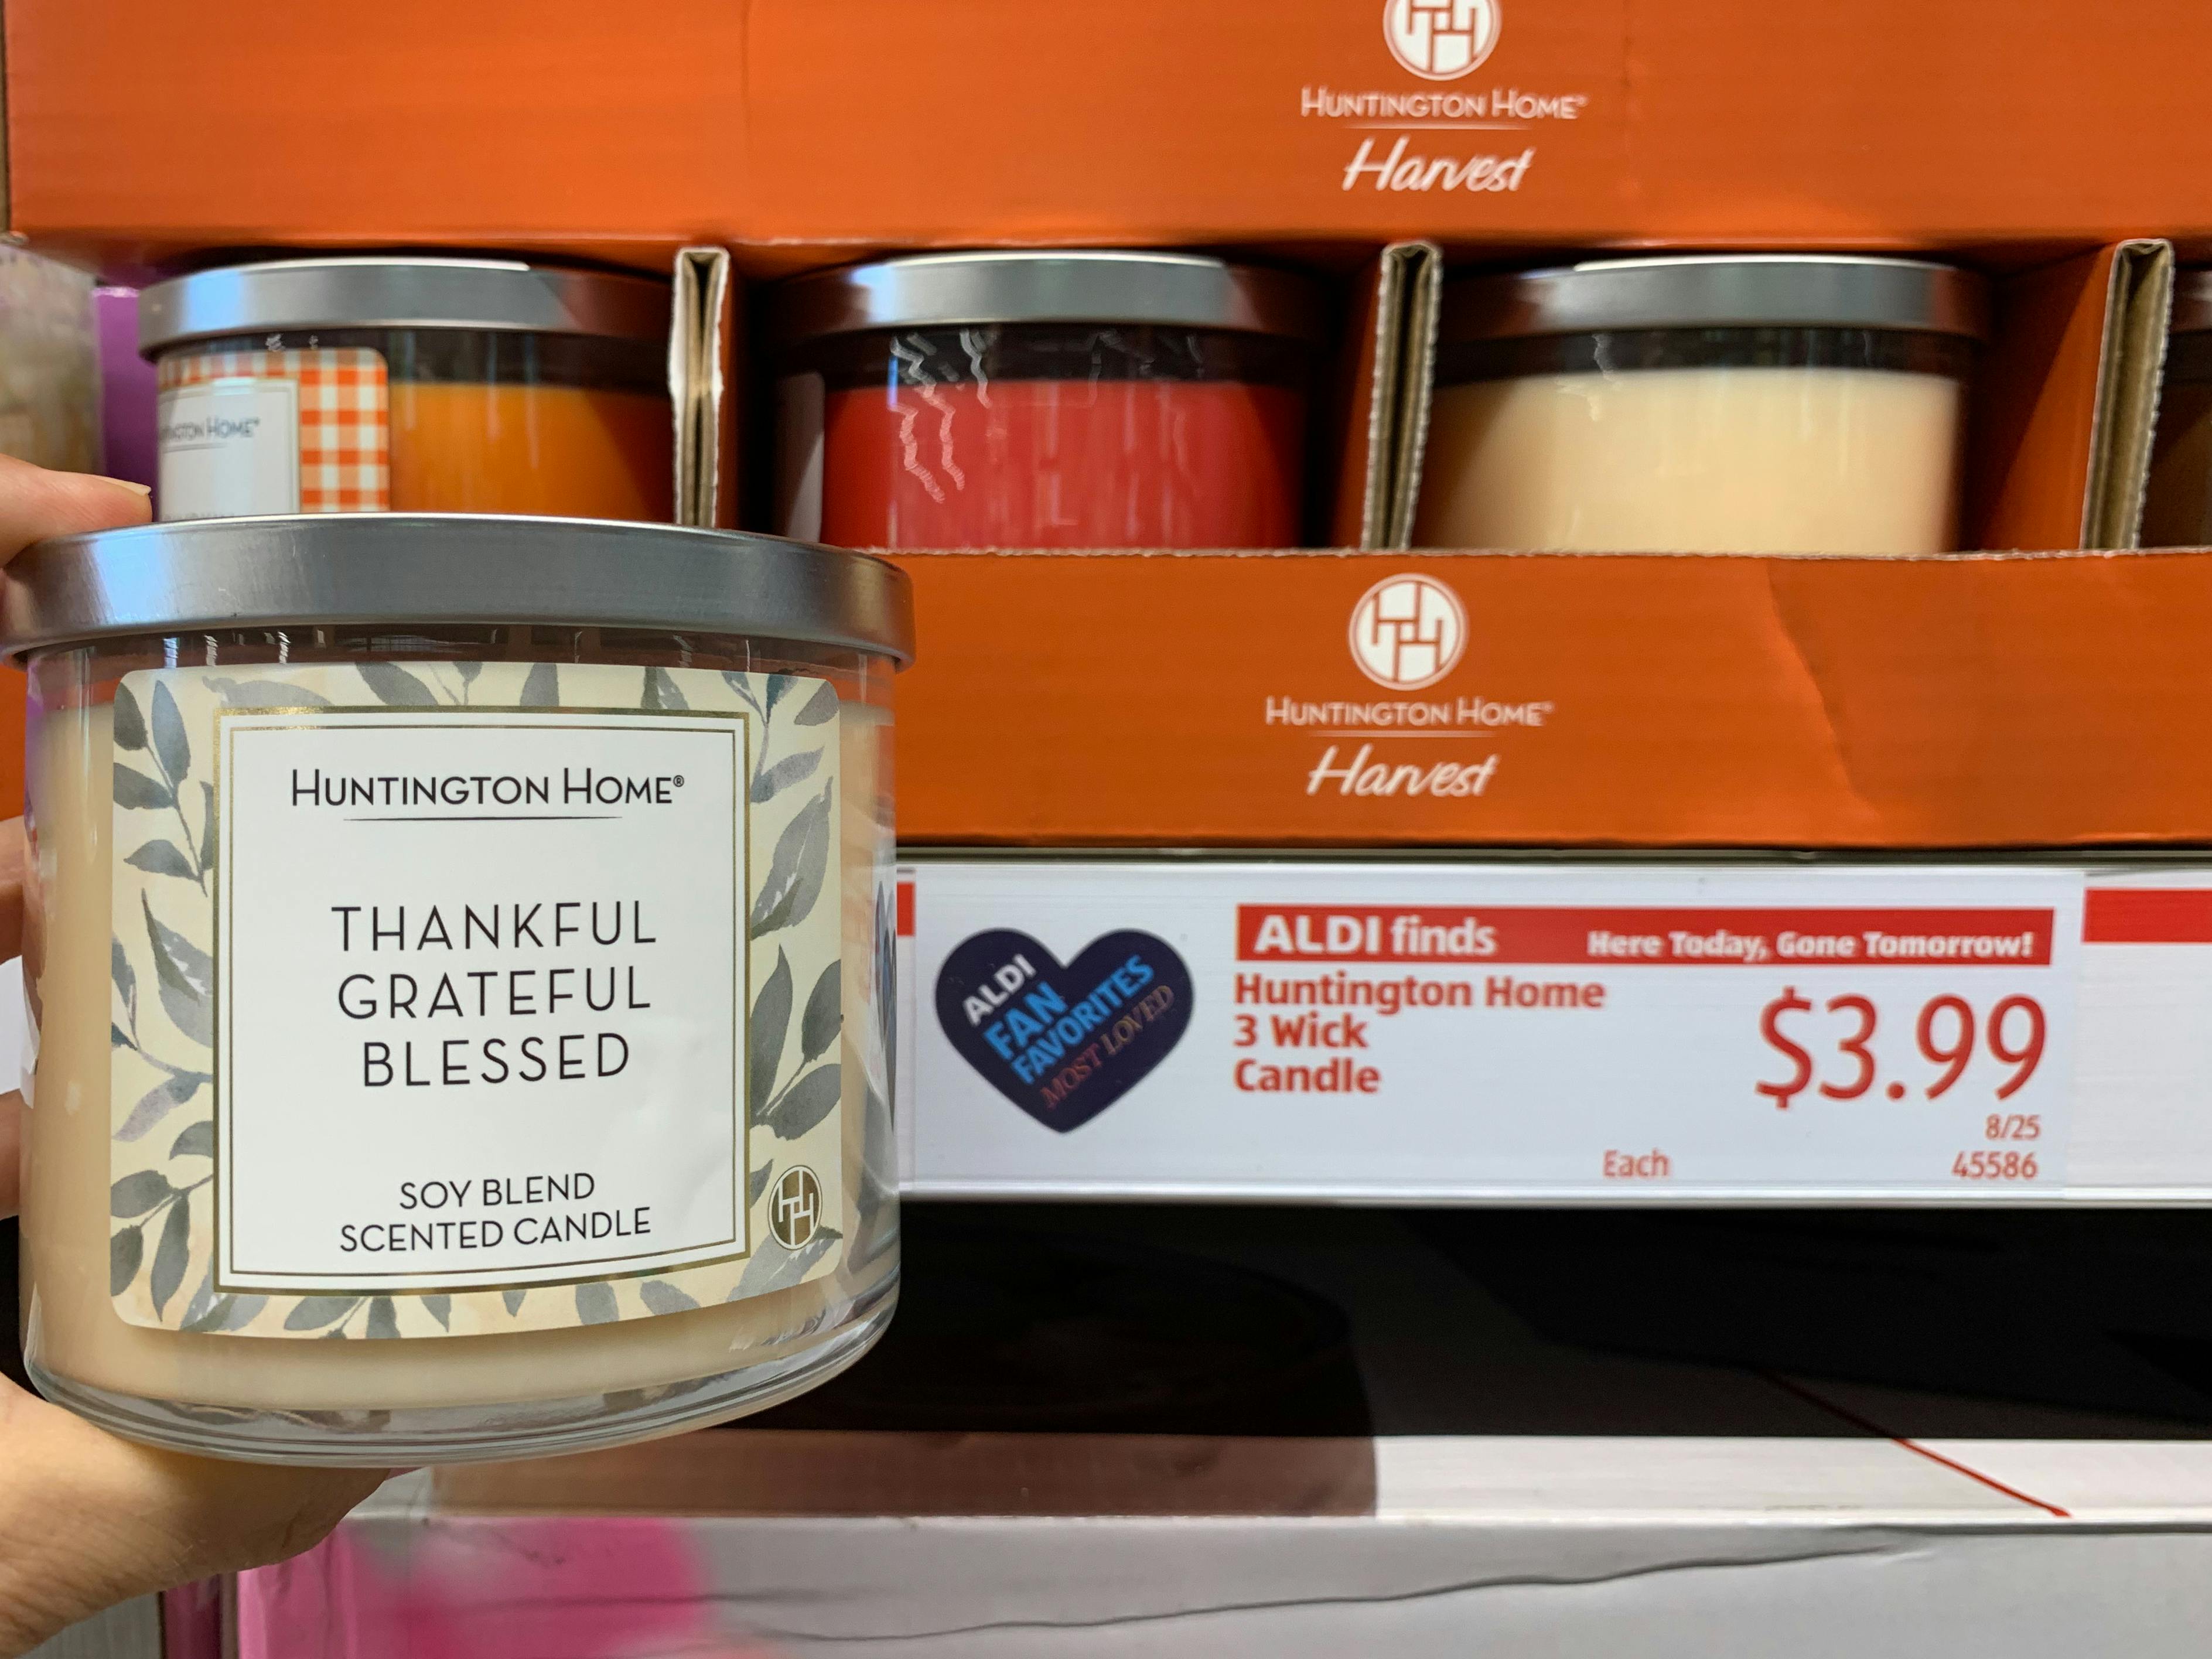 HUNTINGTON HOME®
Harvest
HOME®
HUNTINGTON HOME®
Harvest
HUNTINGTON HOME®
THANKFUL
GRATEFUL
BLESSED
SOY BLEND
SCENTED CANDLE
ALDI
FAN
FAVORITES
MOST LOVED
ALDI finds Here Today, Gone Tomorrow!
Huntington Home
3 Wick
Candle
$3.99
8/25
Each 45586